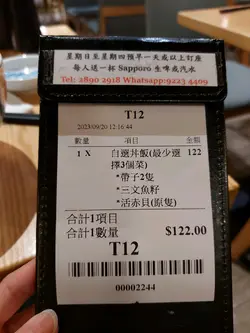 星期日至星期四預早一天或以上訂座
每人送一杯 Sapporo 生啤或汽水
Tel: 2890 2918 Whatsapp:9223 4409
T12
2023/09/20 12:16:44
數量 項目 金額
1 X 自選丼飯(最少選擇3個菜) 122
*帶子2隻
*三文魚籽
*活赤貝(原隻)
合計1項目
合計1數量 $122.00
T12
00002244